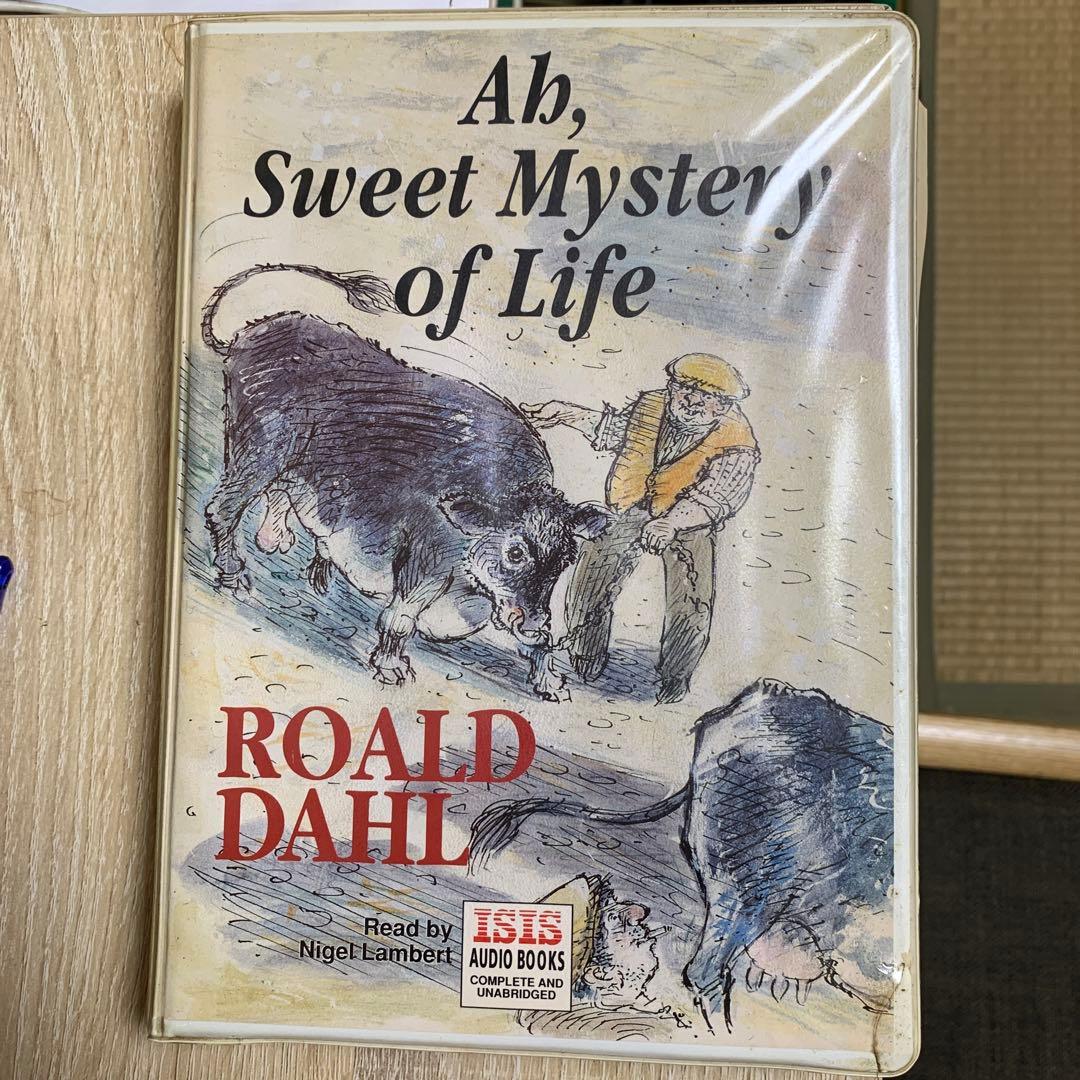 Ah,
Sweet Mystery
of Life
ROALD
DAHL
Read by
Nigel Lambert
ISIS
AUDIO BOOKS
COMPLETE AND
UNABRIDGED